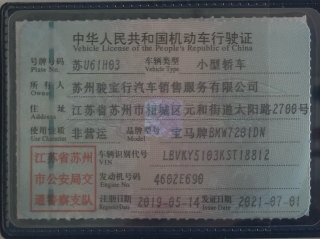 中华人民共和国机动车行驶证
Vehicle License of the People's Republic of China
号牌号码 苏U61H03 车辆类型 小型轿车
Plate No. Vehicle Type
所有人 苏州骏宝行汽车销售服务有限公司
Owner
住址 江苏省苏州市相城区元和街道太阳路2700号
Address
使用性质 非营运 品牌型号 宝马牌BMW7201DN
Use Character Model
江苏省苏州
市公安局交
通警察支队
车辆识别代号 LBVKY5103KST18812
VIN
发动机号码 4602E690
Engine No.
注册日期 2019-05-14 发证日期 2021-07-01
Register Date Issue Date